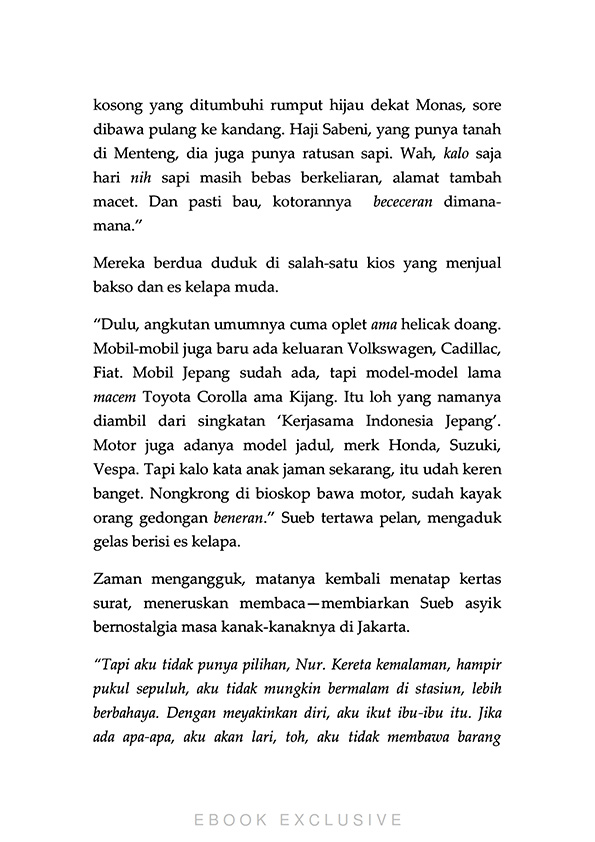 kosong yang ditumbuhi rumput hijau dekat Monas, sore
dibawa pulang ke kandang. Haji Sabeni, yang punya tanah
di Menteng, dia juga punya ratusan sapi. Wah, kalo saja
hari nih sapi masih bebas berkeliaran, alamat tambah
macet. Dan pasti bau, kotorannya bececeran dimana-
mana.”
Mereka berdua duduk di salah-satu kios yang menjual
bakso dan es kelapa muda.
“Dulu, angkutan umumnya cuma oplet ama helicak doang.
Mobil-mobil juga baru ada keluaran Volkswagen, Cadillac,
Fiat. Mobil Jepang sudah ada, tapi model-model lama
macem Toyota Corolla ama Kijang. Itu loh yang namanya
diambil dari singkatan ‘Kerjasama Indonesia Jepang’.
Motor juga adanya model jadul, merk Honda, Suzuki,
Vespa. Tapi kalo kata anak jaman sekarang, itu udah keren
banget. Nongkrong di bioskop bawa motor, sudah kayak
orang gedongan beneran.” Sueb tertawa pelan, mengaduk
gelas berisi es kelapa.
Zaman mengangguk, matanya kembali menatap kertas
surat, meneruskan membaca—membiarkan Sueb asyik
bernostalgia masa kanak-kanaknya di Jakarta.
“Tapi aku tidak punya pilihan, Nur. Kereta kemalaman, hampir
pukul sepuluh, aku tidak mungkin bermalam di stasiun, lebih
berbahaya. Dengan meyakinkan diri, aku ikut ibu-ibu itu. Jika
ada apa-apa, aku akan lari, toh, aku tidak membawa barang
EBOOK EXCLUSIVE